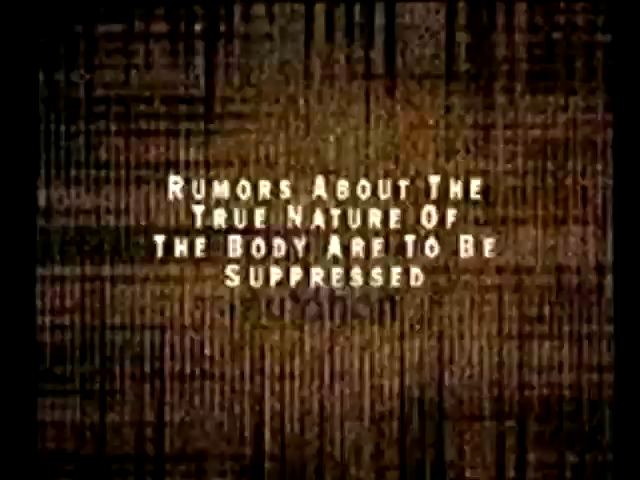 Rumors About The
True Nature Of
The Body Are To Be
Suppressed